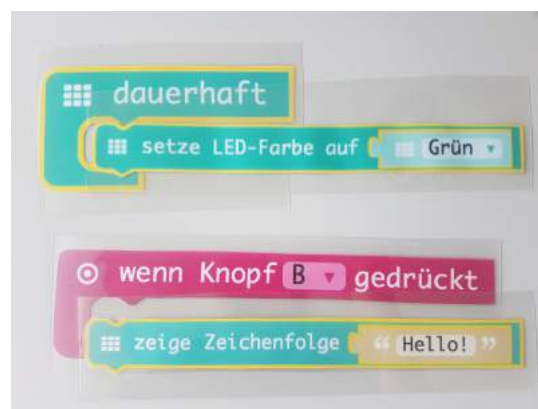 dauerhaft
setze LED-Farbe auf Grün
wenn Knopf B gedrückt
zeige Zeichenfolge “ Hello! ”